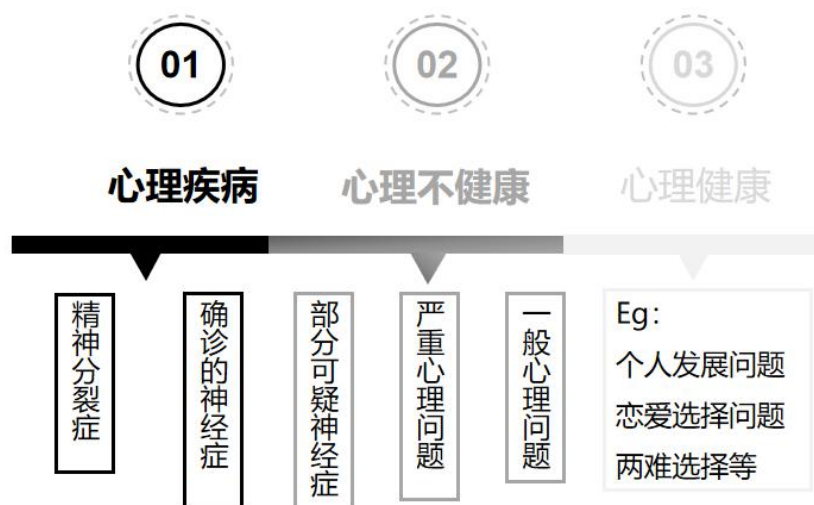 01
02
03
心理疾病
心理不健康
心理健康
精神分裂症
确诊的神经症
部分可疑神经症
严重心理问题
一般心理问题
Eg：
个人发展问题
恋爱选择问题
两难选择等